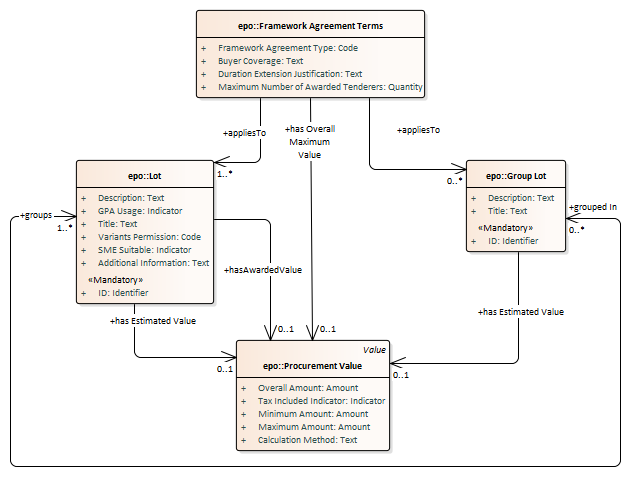 epo::Framework Agreement Terms
+ Framework Agreement Type: Code
+ Buyer Coverage: Text
+ Duration Extension Justification: Text
+ Maximum Number of Awarded Tenderers: Quantity
+appliesTo
+has Overall
Maximum
Value
+appliesTo
1..*
0..*
epo::Lot
+ Description: Text
+ GPA Usage: Indicator
+ Title: Text
+ Variants Permission: Code
+ SME Suitable: Indicator
+ Additional Information: Text
«Mandatory»
+ ID: Identifier
epo::Group Lot
+ Description: Text
+ Title: Text
«Mandatory»
+ ID: Identifier
+groups
1..*
+grouped In
0..*
+hasAwardedValue
+has Estimated Value
+has Estimated Value
0..1
0..1
0..1
0..1
Value
epo::Procurement Value
+ Overall Amount: Amount
+ Tax Included Indicator: Indicator
+ Minimum Amount: Amount
+ Maximum Amount: Amount
+ Calculation Method: Text